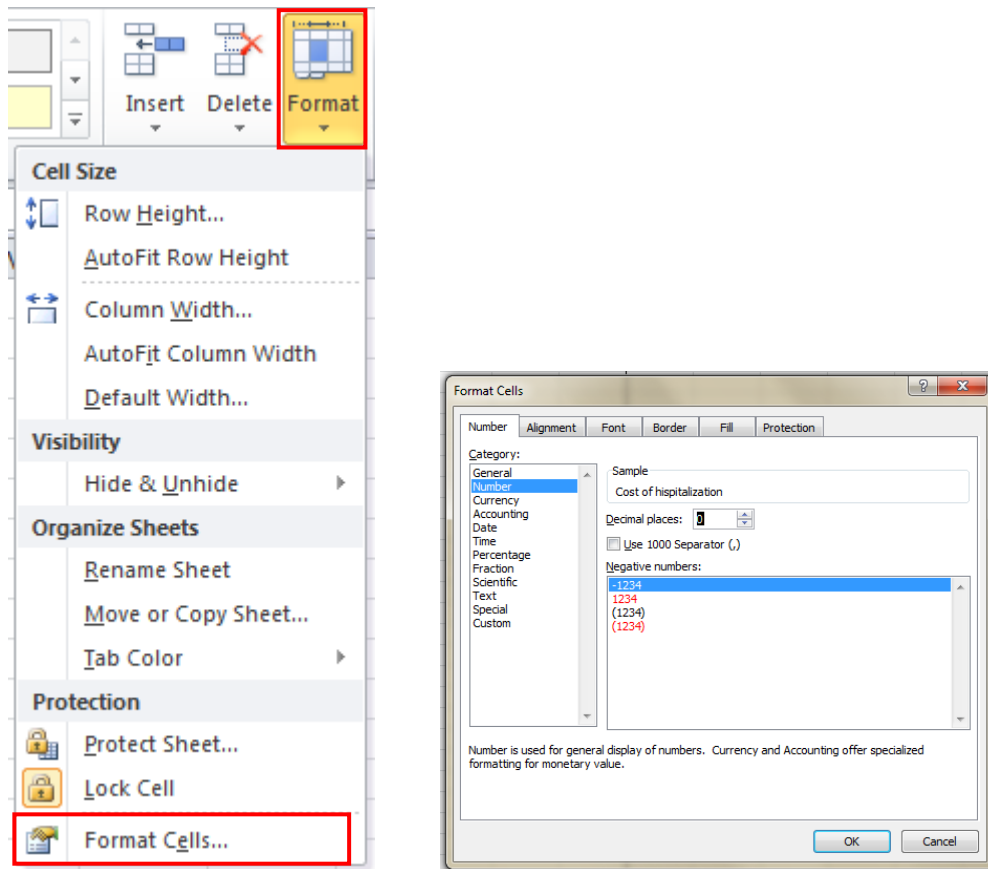 Insert Delete Format
Cell Size
Row Height...
AutoFit Row Height
Column Width...
AutoFit Column Width
Default Width...
Visibility
Hide & Unhide
Organize Sheets
Rename Sheet
Move or Copy Sheet...
Tab Color
Protection
Protect Sheet...
Lock Cell
Format Cells...
Format Cells
Number Alignment Font Border Fill Protection
Category:
General
Number
Currency
Accounting
Date
Time
Percentage
Fraction
Scientific
Text
Special
Custom
Sample
Cost of hispitalization
Decimal places: 0
Use 1000 Separator (,)
Negative numbers:
-1234
1234
(1234)
(1234)
Number is used for general display of numbers. Currency and Accounting offer specialized
formatting for monetary value.
OK Cancel